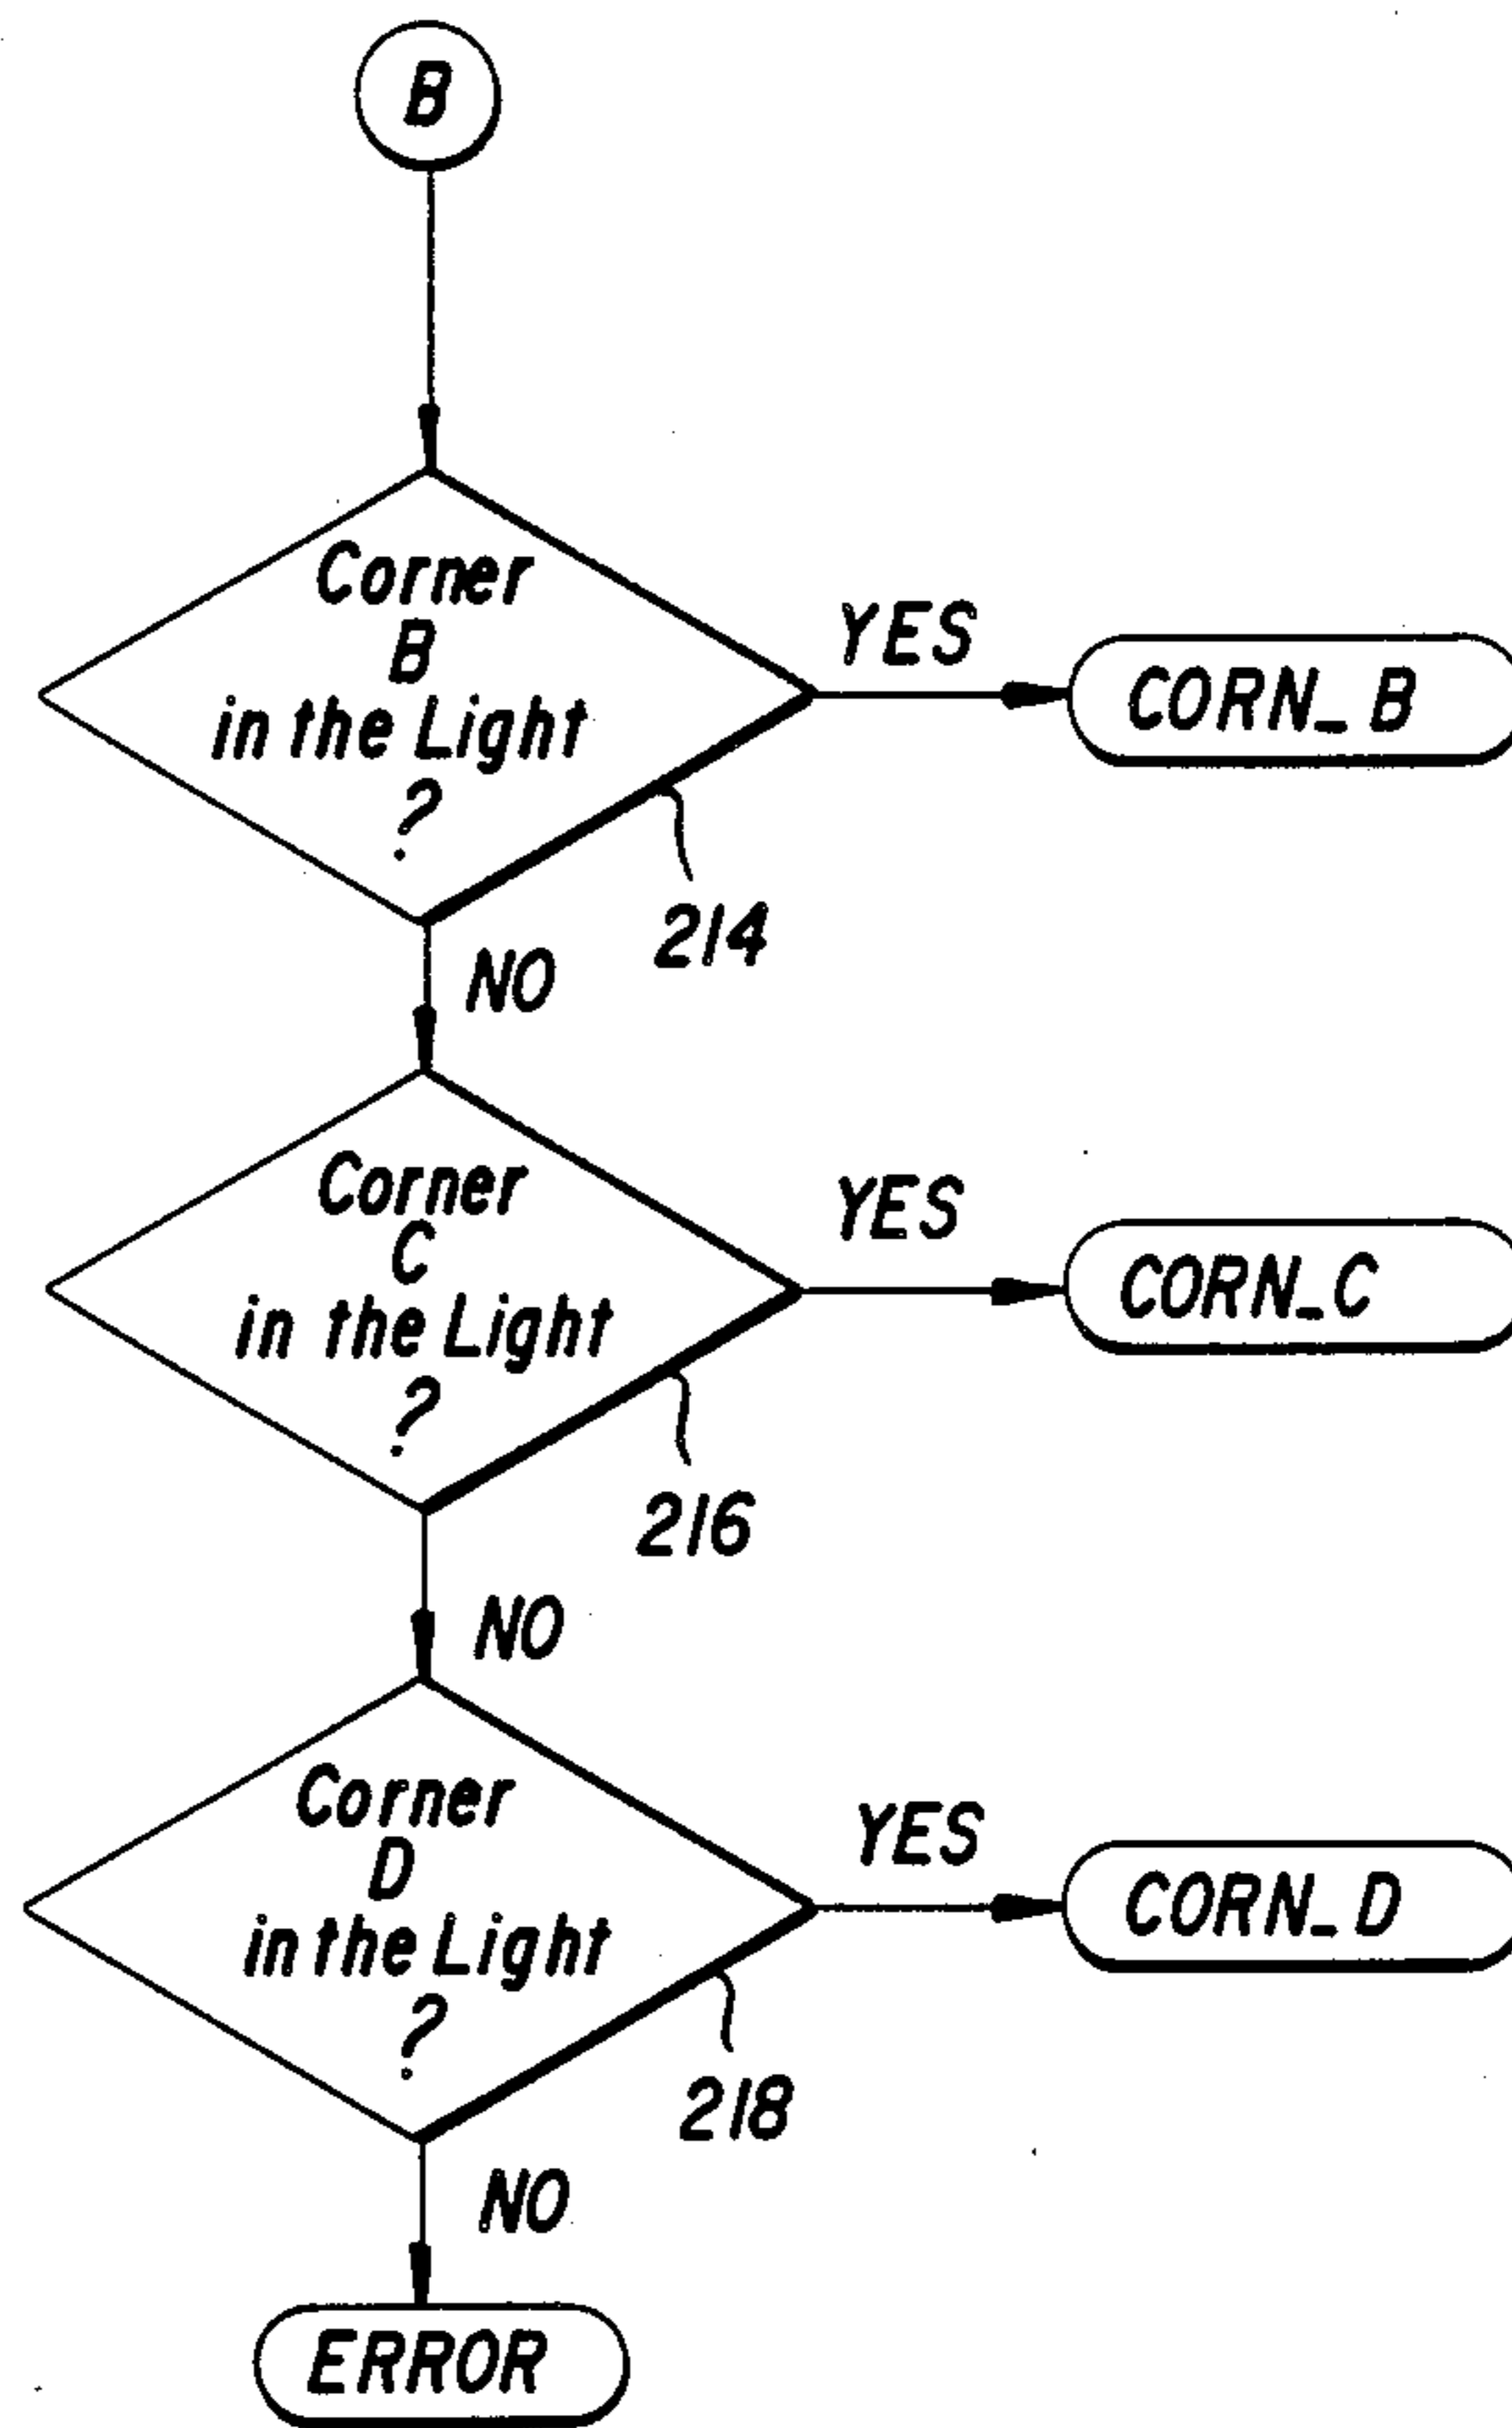 B
Corner
B
in the Light
?
YES
CORN_B
214
NO
Corner
C
in the Light
?
YES
CORN_C
216
NO
Corner
D
in the Light
?
YES
CORN_D
218
NO
ERROR